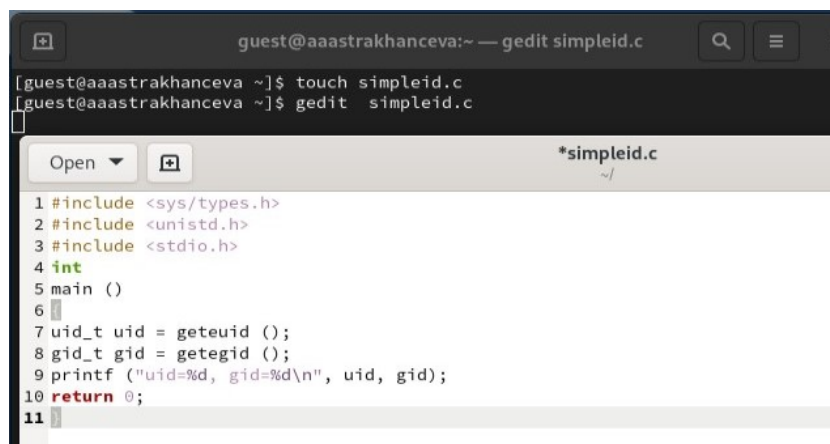 guest@aaastrakhanceva:~ — gedit simpleid.c
[guest@aaastrakhanceva ~]$ touch simpleid.c
[guest@aaastrakhanceva ~]$ gedit  simpleid.c
Open
*simpleid.c
~/
1 #include <sys/types.h>
2 #include <unistd.h>
3 #include <stdio.h>
4 int
5 main ()
6 {
7 uid_t uid = geteuid ();
8 gid_t gid = getegid ();
9 printf ("uid=%d, gid=%d\n", uid, gid);
10 return 0;
11 }